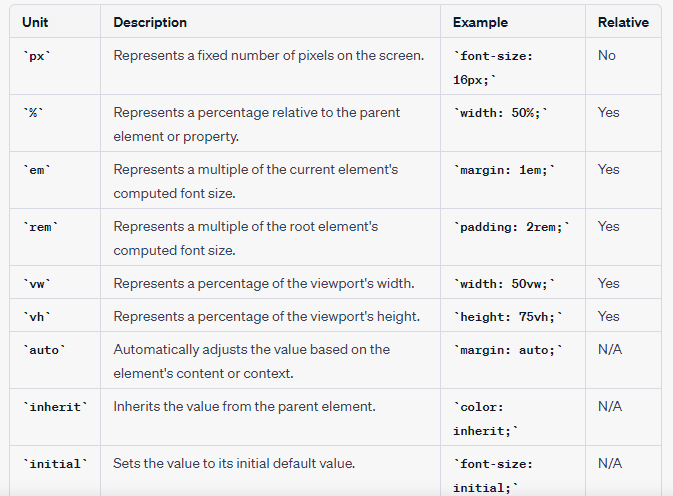 Unit Description Example Relative
`px` Represents a fixed number of pixels on the screen. `font-size: No
16px;`
`%` Represents a percentage relative to the parent `width: 50%;` Yes
element or property.
`em` Represents a multiple of the current element's `margin: 1em;` Yes
computed font size.
`rem` Represents a multiple of the root element's `padding: 2rem;` Yes
computed font size.
`vw` Represents a percentage of the viewport's width. `width: 50vw;` Yes
`vh` Represents a percentage of the viewport's height. `height: 75vh;` Yes
`auto` Automatically adjusts the value based on the `margin: auto;` N/A
element's content or context.
`inherit` Inherits the value from the parent element. `color: N/A
inherit;`
`initial` Sets the value to its initial default value. `font-size: N/A
initial;`